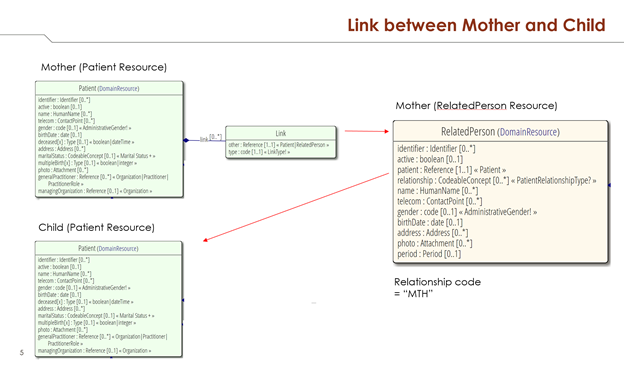 Link between Mother and Child
Mother (Patient Resource)
Patient (DomainResource)
identifier : Identifier [0..*]
active : boolean [0..1]
name : HumanName [0..*]
telecom : ContactPoint [0..*]
gender : code [0..1] « AdministrativeGender! »
birthDate : date [0..1]
deceased[x] : Type [0..1] « boolean|dateTime »
address : Address [0..*]
maritalStatus : CodeableConcept [0..1] « Marital Status + »
multipleBirth[x] : Type [0..1] « boolean|integer »
photo : Attachment [0..*]
generalPractitioner : Reference [0..*] « Organization|Practitioner|
PractitionerRole »
managingOrganization : Reference [0..1] « Organization »
link [0..*]
Link
other : Reference [1..1] « Patient|RelatedPerson »
type : code [1..1] « LinkType! »
Mother (RelatedPerson Resource)
RelatedPerson (DomainResource)
identifier : Identifier [0..*]
active : boolean [0..1]
patient : Reference [1..1] « Patient »
relationship : CodeableConcept [0..*] « PatientRelationshipType? »
name : HumanName [0..*]
telecom : ContactPoint [0..*]
gender : code [0..1] « AdministrativeGender! »
birthDate : date [0..1]
address : Address [0..*]
photo : Attachment [0..*]
period : Period [0..1]
Relationship code
= “MTH”
Child (Patient Resource)
Patient (DomainResource)
identifier : Identifier [0..*]
active : boolean [0..1]
name : HumanName [0..*]
telecom : ContactPoint [0..*]
gender : code [0..1] « AdministrativeGender! »
birthDate : date [0..1]
deceased[x] : Type [0..1] « boolean|dateTime »
address : Address [0..*]
maritalStatus : CodeableConcept [0..1] « Marital Status + »
multipleBirth[x] : Type [0..1] « boolean|integer »
photo : Attachment [0..*]
generalPractitioner : Reference [0..*] « Organization|Practitioner|
PractitionerRole »
managingOrganization : Reference [0..1] « Organization »
5